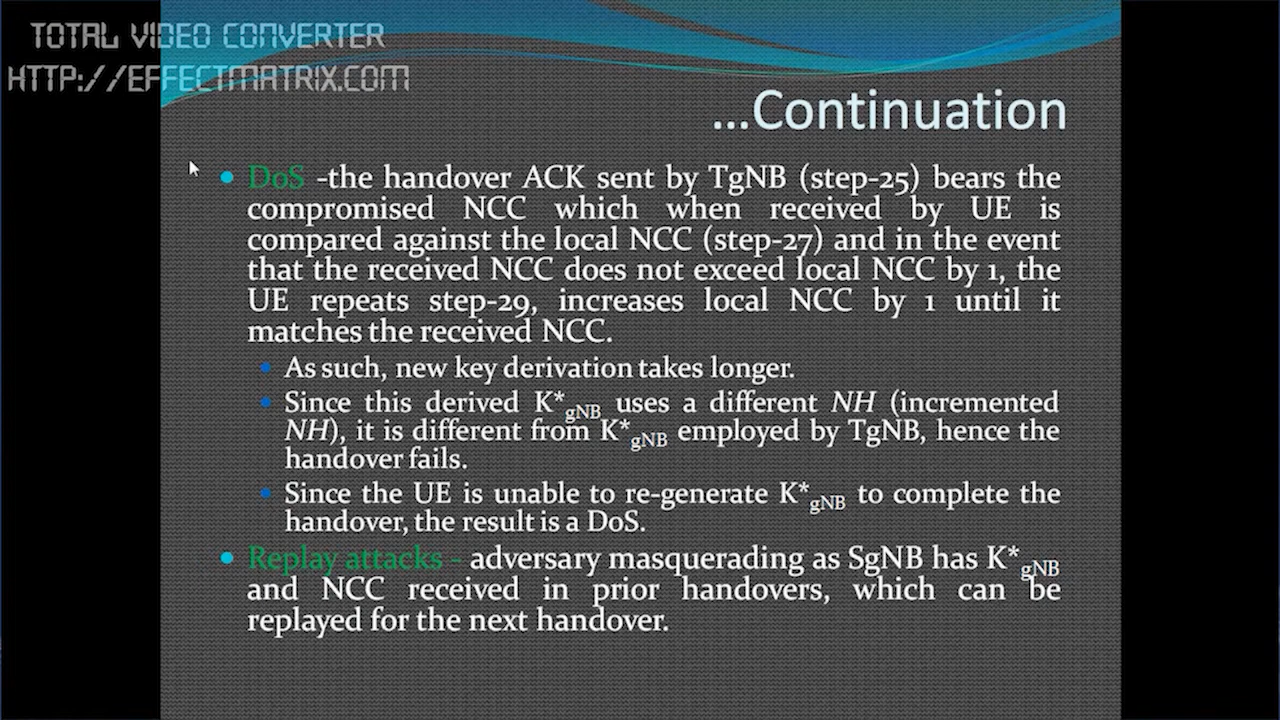 TOTAL VIDEO CONVERTER
HTTP://EFFECTMATRIX.COM
...Continuation
DoS -the handover ACK sent by TgNB (step-25) bears the
compromised NCC which when received by UE is
compared against the local NCC (step-27) and in the event
that the received NCC does not exceed local NCC by 1, the
UE repeats step-29, increases local NCC by 1 until it
matches the received NCC.
As such, new key derivation takes longer.
Since this derived K*gNB uses a different NH (incremented
NH), it is different from K*gNB employed by TgNB, hence the
handover fails.
Since the UE is unable to re-generate K*gNB to complete the
handover, the result is a DoS.
Replay attacks - adversary masquerading as SgNB has K*gNB
and NCC received in prior handovers, which can be
replayed for the next handover.